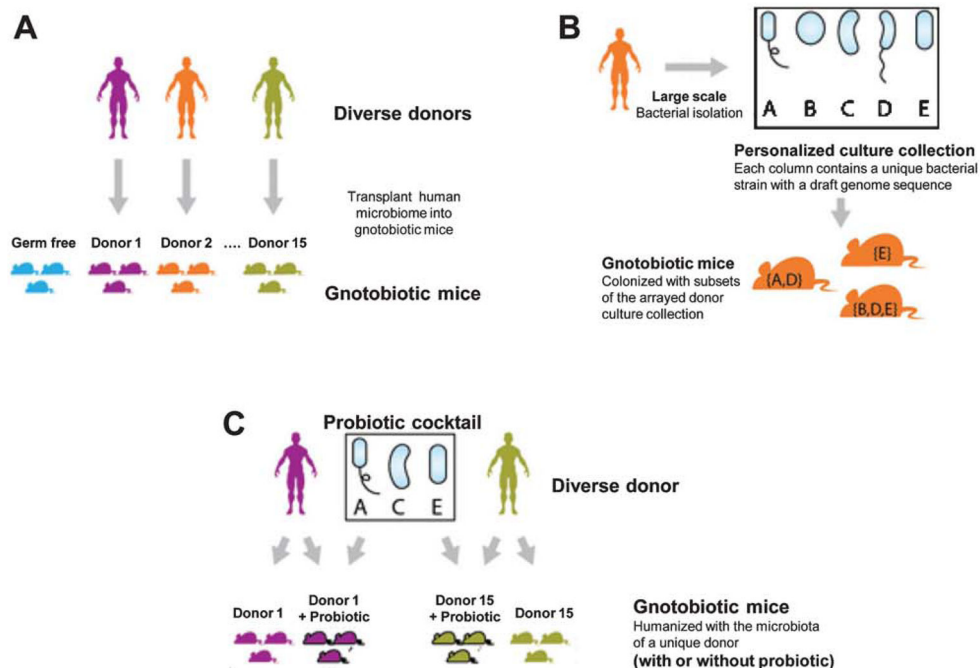 A
Diverse donors
Transplant human
microbiome into
gnotobiotic mice
Germ free Donor 1 Donor 2 .... Donor 15
Gnotobiotic mice
B
Large scale
Bacterial isolation
A B C D E
Personalized culture collection
Each column contains a unique bacterial
strain with a draft genome sequence
Gnotobiotic mice
Colonized with subsets
of the arrayed donor
culture collection
{E}
{A,D}
{B,D,E}
C
Probiotic cocktail
A C E
Diverse donor
Donor 1
Donor 1
+ Probiotic
Donor 15
+ Probiotic
Donor 15
Gnotobiotic mice
Humanized with the microbiota
of a unique donor
(with or without probiotic)